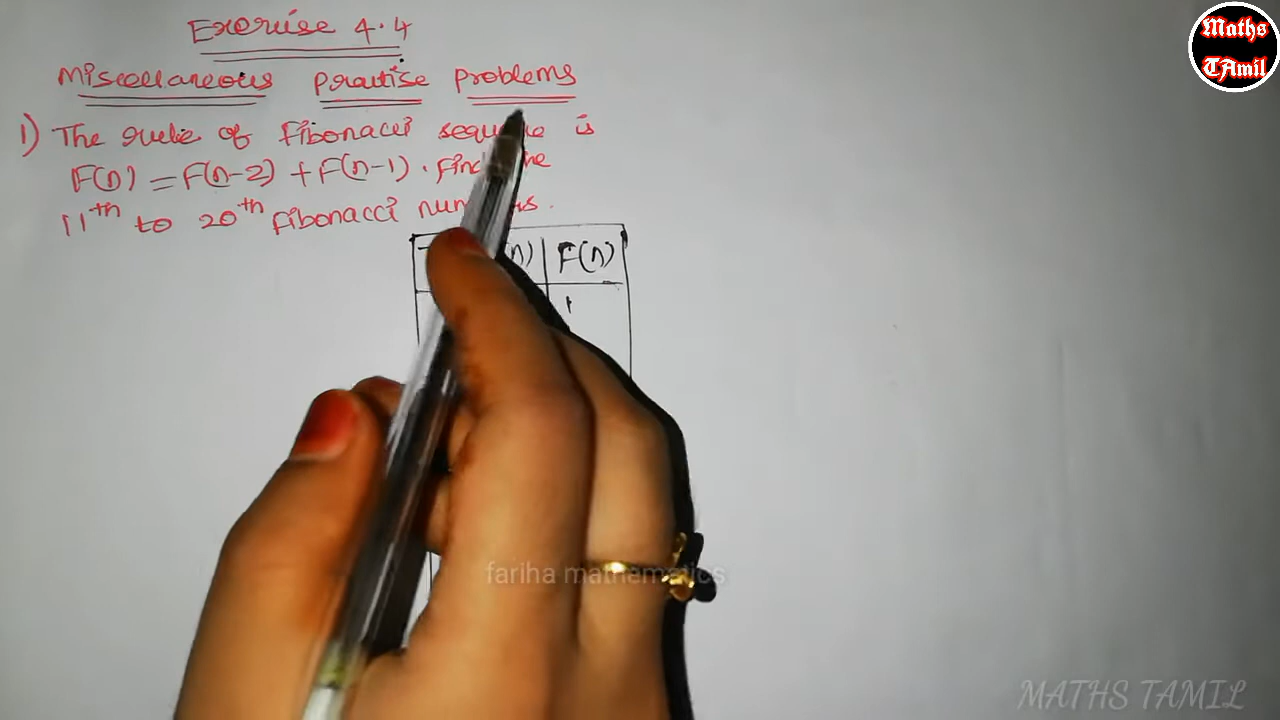 Exercise 4.4
Miscellaneous practise problems
1) The rule of Fibonacci is
F(n) = F(n-2) + F(n-1).
11th to 20th Fibonacci
F(n)
1
Maths
TAmil
fariha mathematics
MATHS TAMIL